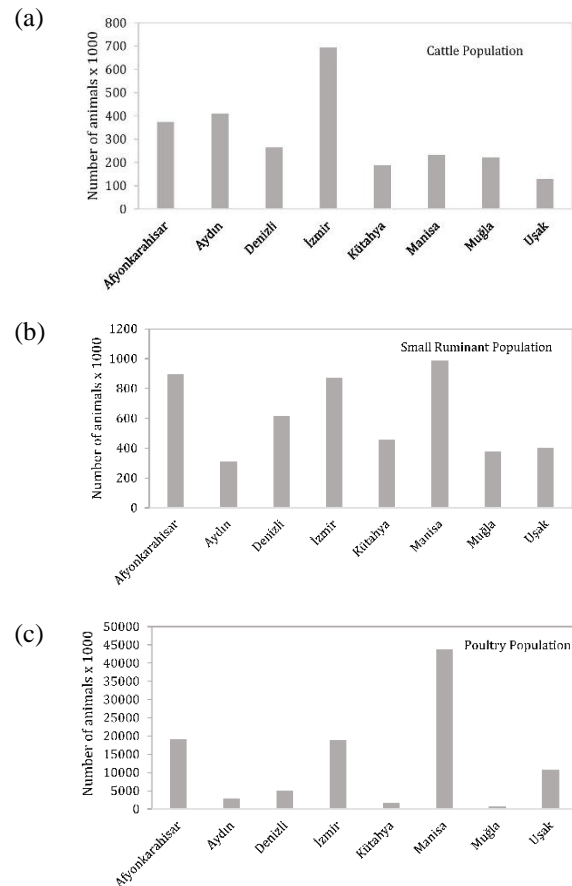 (a)
800
700
600
500
400
300
200
100
0
Number of animals x 1000
Cattle Population
Afyonkarahisar
Aydın
Denizli
İzmir
Kütahya
Manisa
Muğla
Uşak
(b)
1200
1000
800
600
400
200
0
Number of animals x 1000
Small Ruminant Population
Afyonkarahisar
Aydın
Denizli
İzmir
Kütahya
Manisa
Muğla
Uşak
(c)
50000
45000
40000
35000
30000
25000
20000
15000
10000
5000
0
Number of animals x 1000
Poultry Population
Afyonkarahisar
Aydın
Denizli
İzmir
Kütahya
Manisa
Muğla
Uşak